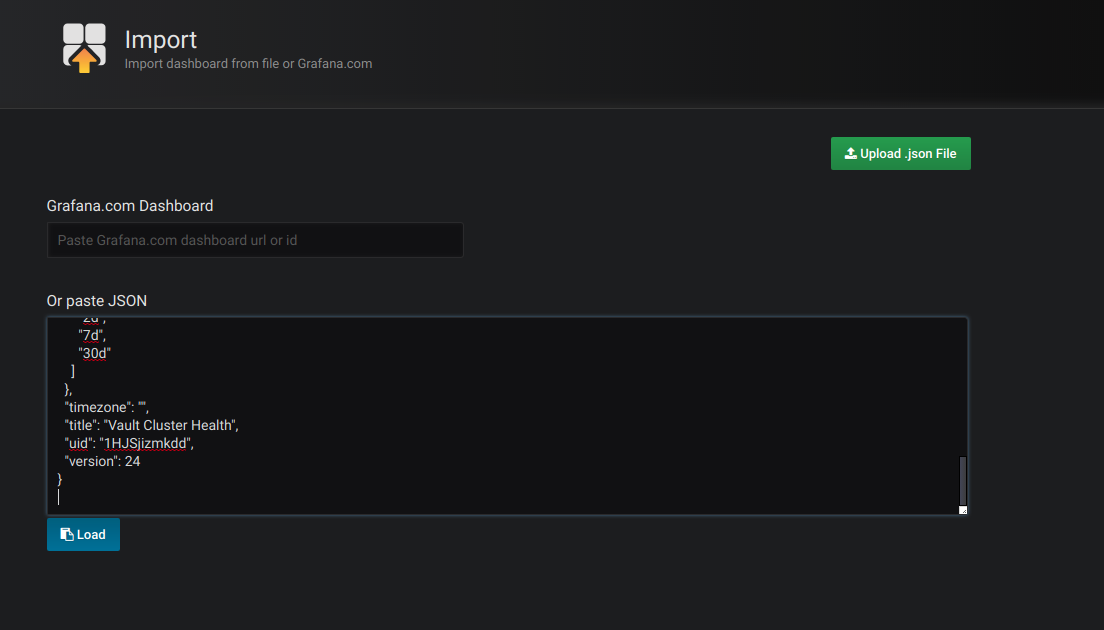 Import
Import dashboard from file or Grafana.com
Upload .json File
Grafana.com Dashboard
Paste Grafana.com dashboard url or id
Or paste JSON
"2d",
"7d",
"30d"
]
},
"timezone": "",
"title": "Vault Cluster Health",
"uid": "1HJSjizmkdd",
"version": 24
}
Load